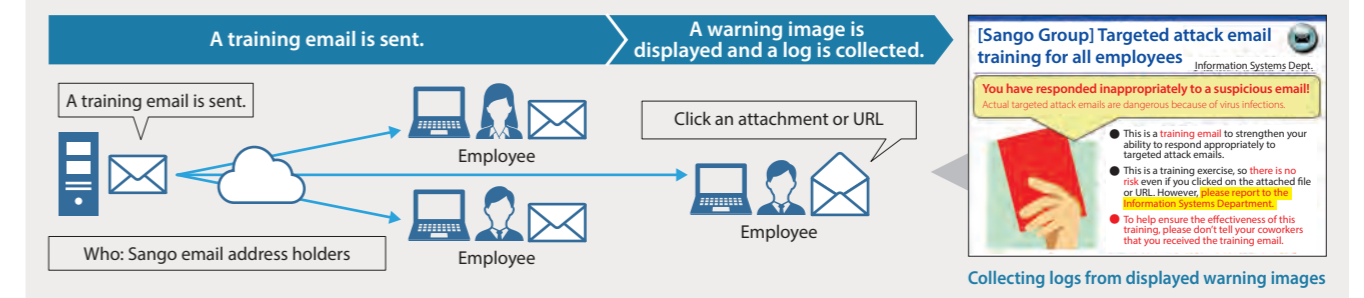 A training email is sent.
A warning image is
displayed and a log is collected.
A training email is sent.
Who: Sango email address holders
Employee
Employee
Click an attachment or URL
Employee
[Sango Group] Targeted attack email
training for all employees
Information Systems Dept.
You have responded inappropriately to a suspicious email!
Actual targeted attack emails are dangerous because of virus infections.
● This is a training email to strengthen your
ability to respond appropriately to
targeted attack emails.
● This is a training exercise, so there is no
risk even if you clicked on the attached file
or URL. However, please report to the
Information Systems Department.
● To help ensure the effectiveness of this
training, please don't tell your coworkers
that you received the training email.
Collecting logs from displayed warning images